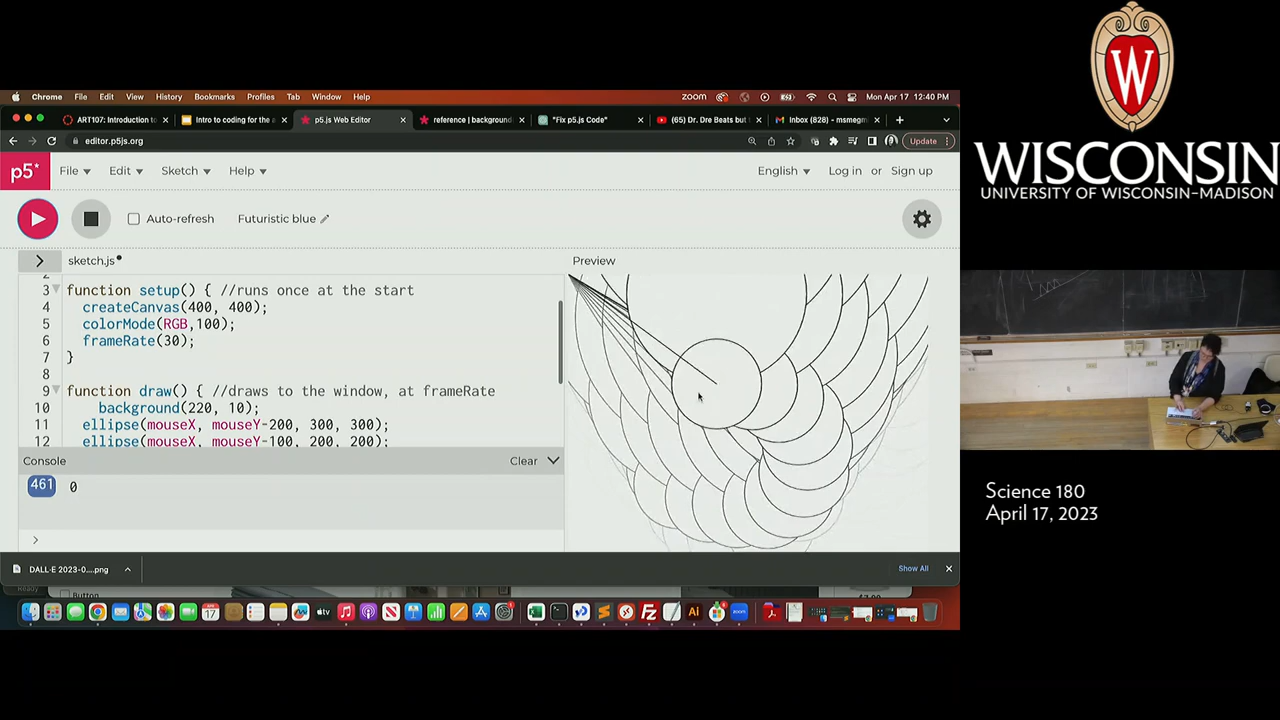 Chrome File Edit View History Bookmarks Profiles Tab Window Help
zoom Mon Apr 17 12:40 PM
ART107: Introduction to
Intro to coding for the a
p5.js Web Editor
reference | background
"Fix p5.js Code"
(65) Dr. Dre Beats but
Inbox (828) - msmegm
editor.p5js.org
Update
p5*
File
Edit
Sketch
Help
English
Log in or Sign up
Auto-refresh
Futuristic blue
sketch.js
Preview
2
3 function setup() { //runs once at the start
4 createCanvas(400, 400);
5 colorMode(RGB,100);
6 frameRate(30);
7 }
8
9 function draw() { //draws to the window, at frameRate
10 background(220, 10);
11 ellipse(mouseX, mouseY-200, 300, 300);
12 ellipse(mouseX, mouseY-100, 200, 200);
Console
Clear
461 0
DALL·E 2023-0....png
Show All
Button
W
WISCONSIN
UNIVERSITY OF WISCONSIN–MADISON
Science 180
April 17, 2023